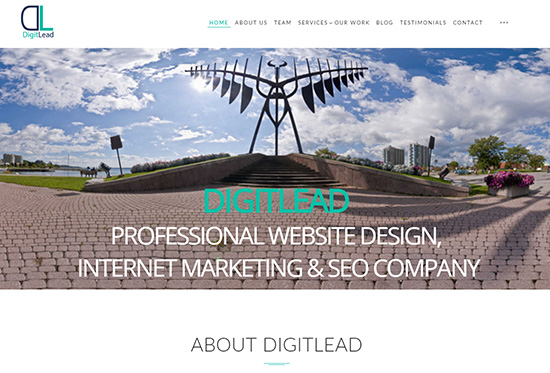 DL
DigitLead
HOME ABOUT US TEAM SERVICES OUR WORK BLOG TESTIMONIALS CONTACT
DIGITLEAD
PROFESSIONAL WEBSITE DESIGN,
INTERNET MARKETING & SEO COMPANY
ABOUT DIGITLEAD